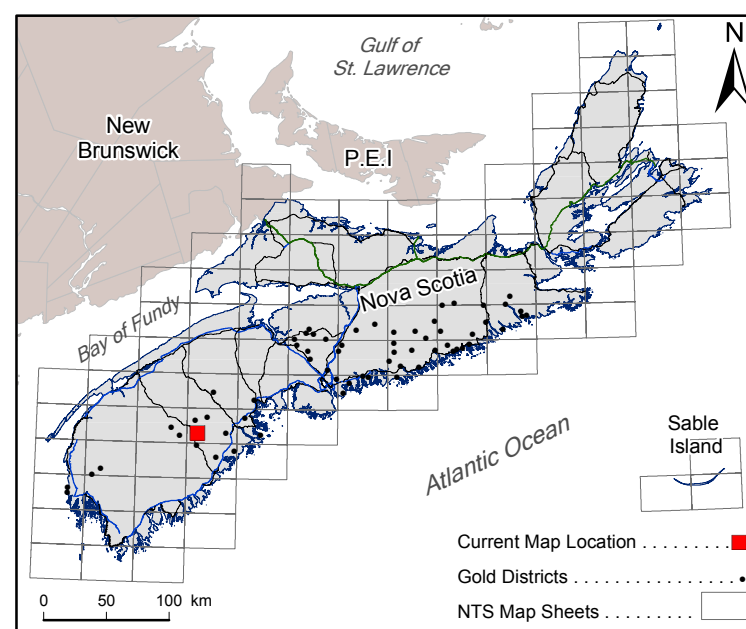 Gulf of
St. Lawrence
N
New
Brunswick
P.E.I
Nova Scotia
Bay of Fundy
Sable
Island
Atlantic Ocean
Current Map Location . . . . . . . . .
Gold Districts . . . . . . . . . . . . . . . .
NTS Map Sheets . . . . . . . . .
0 50 100 km